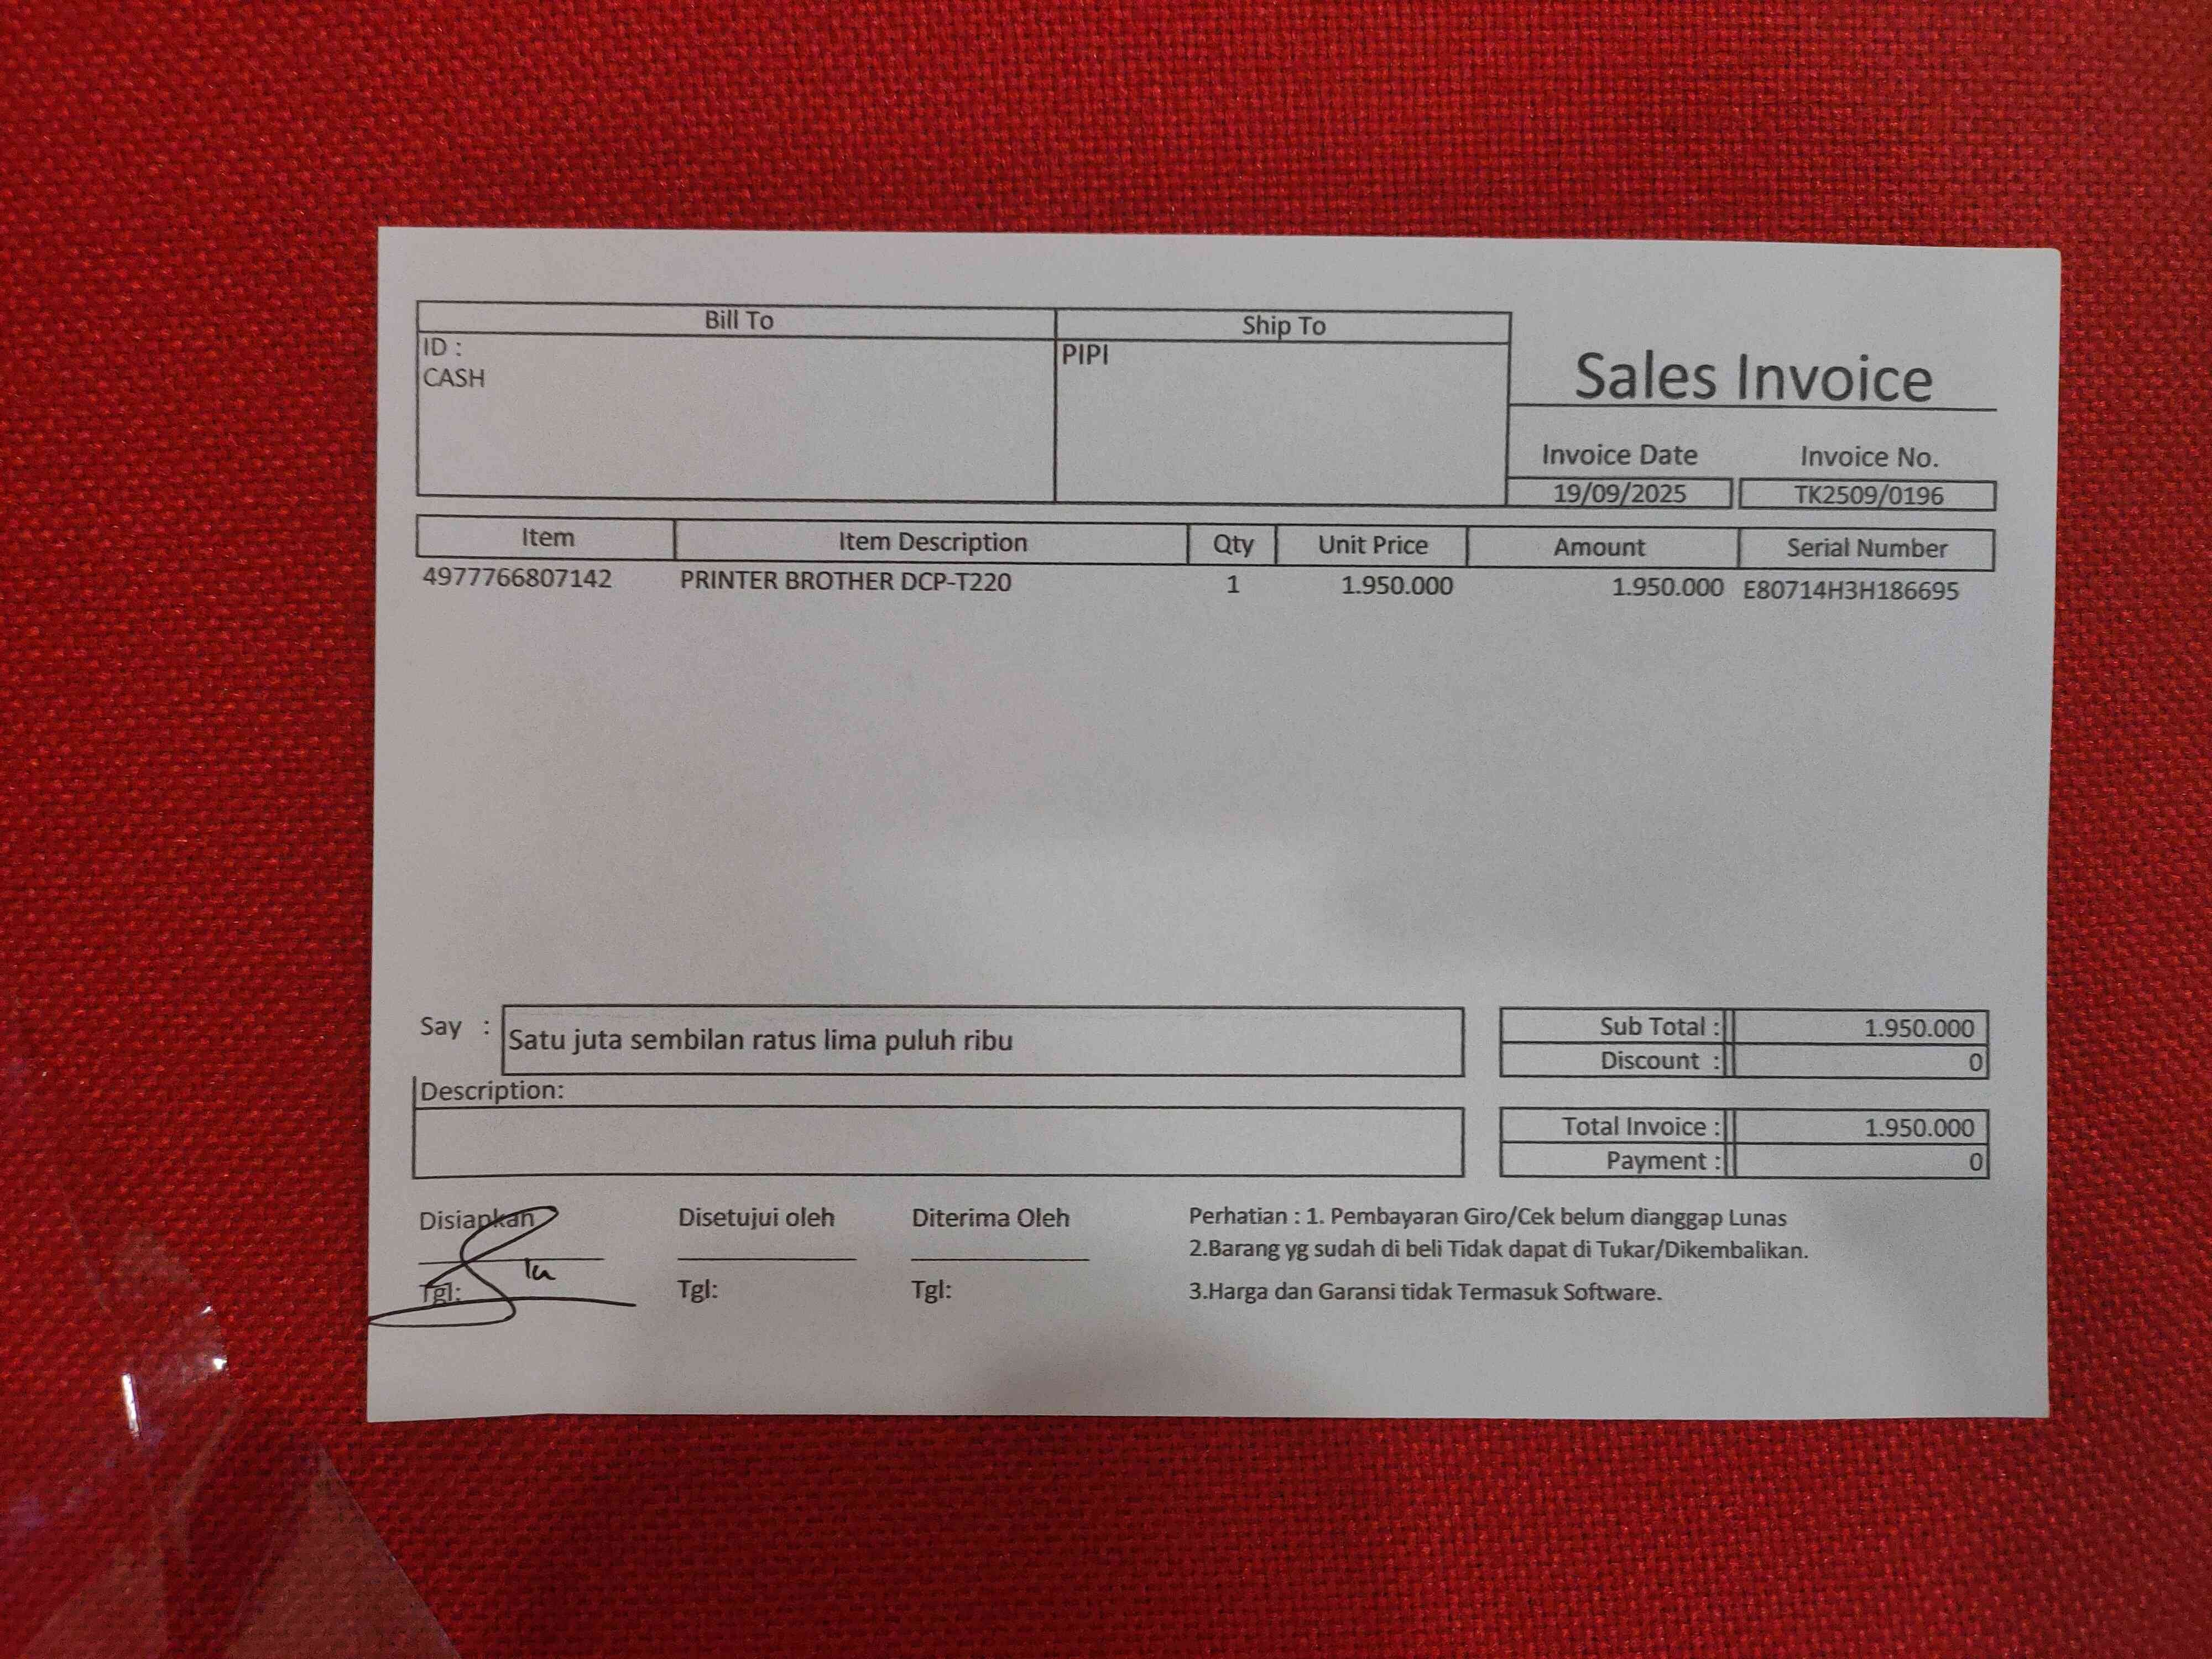 Bill To
Ship To
ID :
CASH
PIPI
Sales Invoice
Invoice Date
Invoice No.
19/09/2025
TK2509/0196
Item
Item Description
Qty
Unit Price
Amount
Serial Number
4977766807142
PRINTER BROTHER DCP-T220
1
1.950.000
1.950.000
E80714H3H186695
Say :
Satu juta sembilan ratus lima puluh ribu
Sub Total :
1.950.000
Discount :
0
Description:
Total Invoice :
1.950.000
Payment :
0
Disiapkan
Disetujui oleh
Diterima Oleh
Tgl:
Tgl:
Tgl:
Perhatian : 1. Pembayaran Giro/Cek belum dianggap Lunas
2.Barang yg sudah di beli Tidak dapat di Tukar/Dikembalikan.
3.Harga dan Garansi tidak Termasuk Software.